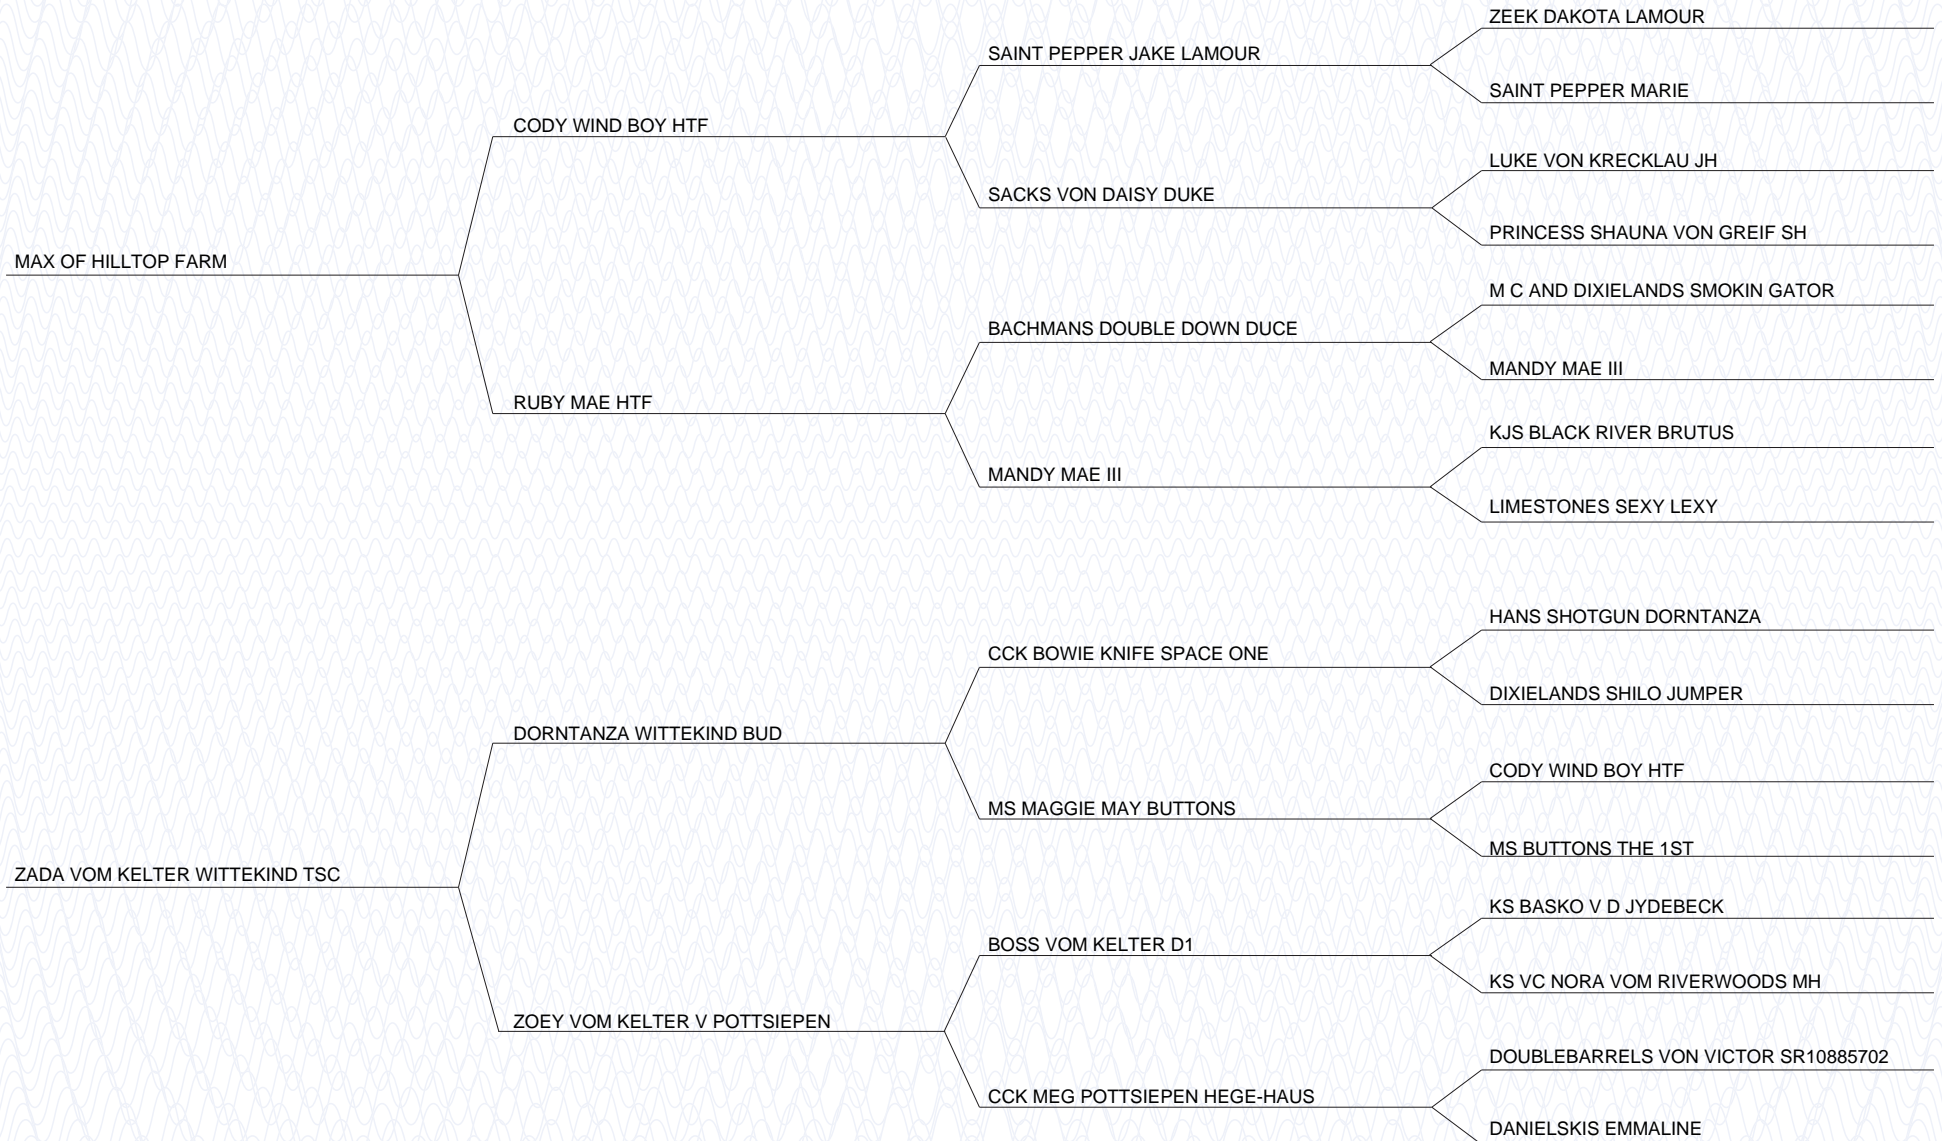 ZEEK DAKOTA LAMOUR
SAINT PEPPER JAKE LAMOUR
SAINT PEPPER MARIE
CODY WIND BOY HTF
LUKE VON KRECKLAU JH
SACKS VON DAISY DUKE
PRINCESS SHAUNA VON GREIF SH
MAX OF HILLTOP FARM
M C AND DIXIELANDS SMOKIN GATOR
BACHMANS DOUBLE DOWN DUCE
MANDY MAE III
RUBY MAE HTF
KJS BLACK RIVER BRUTUS
MANDY MAE III
LIMESTONES SEXY LEXY
HANS SHOTGUN DORNTANZA
CCK BOWIE KNIFE SPACE ONE
DIXIELANDS SHILO JUMPER
DORNTANZA WITTEKIND BUD
CODY WIND BOY HTF
MS MAGGIE MAY BUTTONS
MS BUTTONS THE 1ST
ZADA VOM KELTER WITTEKIND TSC
KS BASKO V D JYDEBECK
BOSS VOM KELTER D1
KS VC NORA VOM RIVERWOODS MH
ZOEY VOM KELTER V POTTSIEPEN
DOUBLEBARRELS VON VICTOR SR10885702
CCK MEG POTTSIEPEN HEGE-HAUS
DANIELSKIS EMMALINE